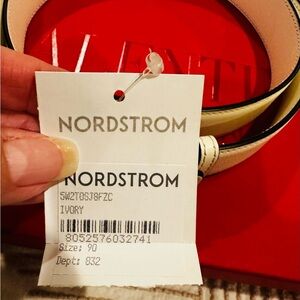 NORDSTROM
NORDSTROM
5W2T0SJ8FZC
IVORY
8052576032741
Size: 90
Dept: 832